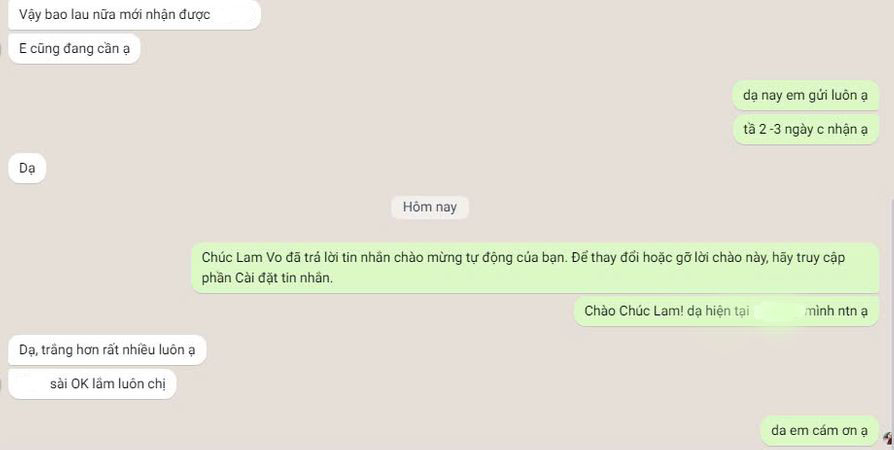 Vậy bao lau nữa mới nhận được
E cũng đang cần ạ
dạ nay em gửi luôn ạ
tầ 2 -3 ngày c nhận ạ
Dạ
Hôm nay
Chúc Lam Vo đã trả lời tin nhắn chào mừng tự động của bạn. Để thay đổi hoặc gỡ lời chào này, hãy truy cập
phần Cài đặt tin nhắn.
Chào Chúc Lam! dạ hiện tại mình ntn ạ
Dạ, trắng hơn rất nhiều luôn ạ
sài OK lắm luôn chị
da em cám ơn ạ